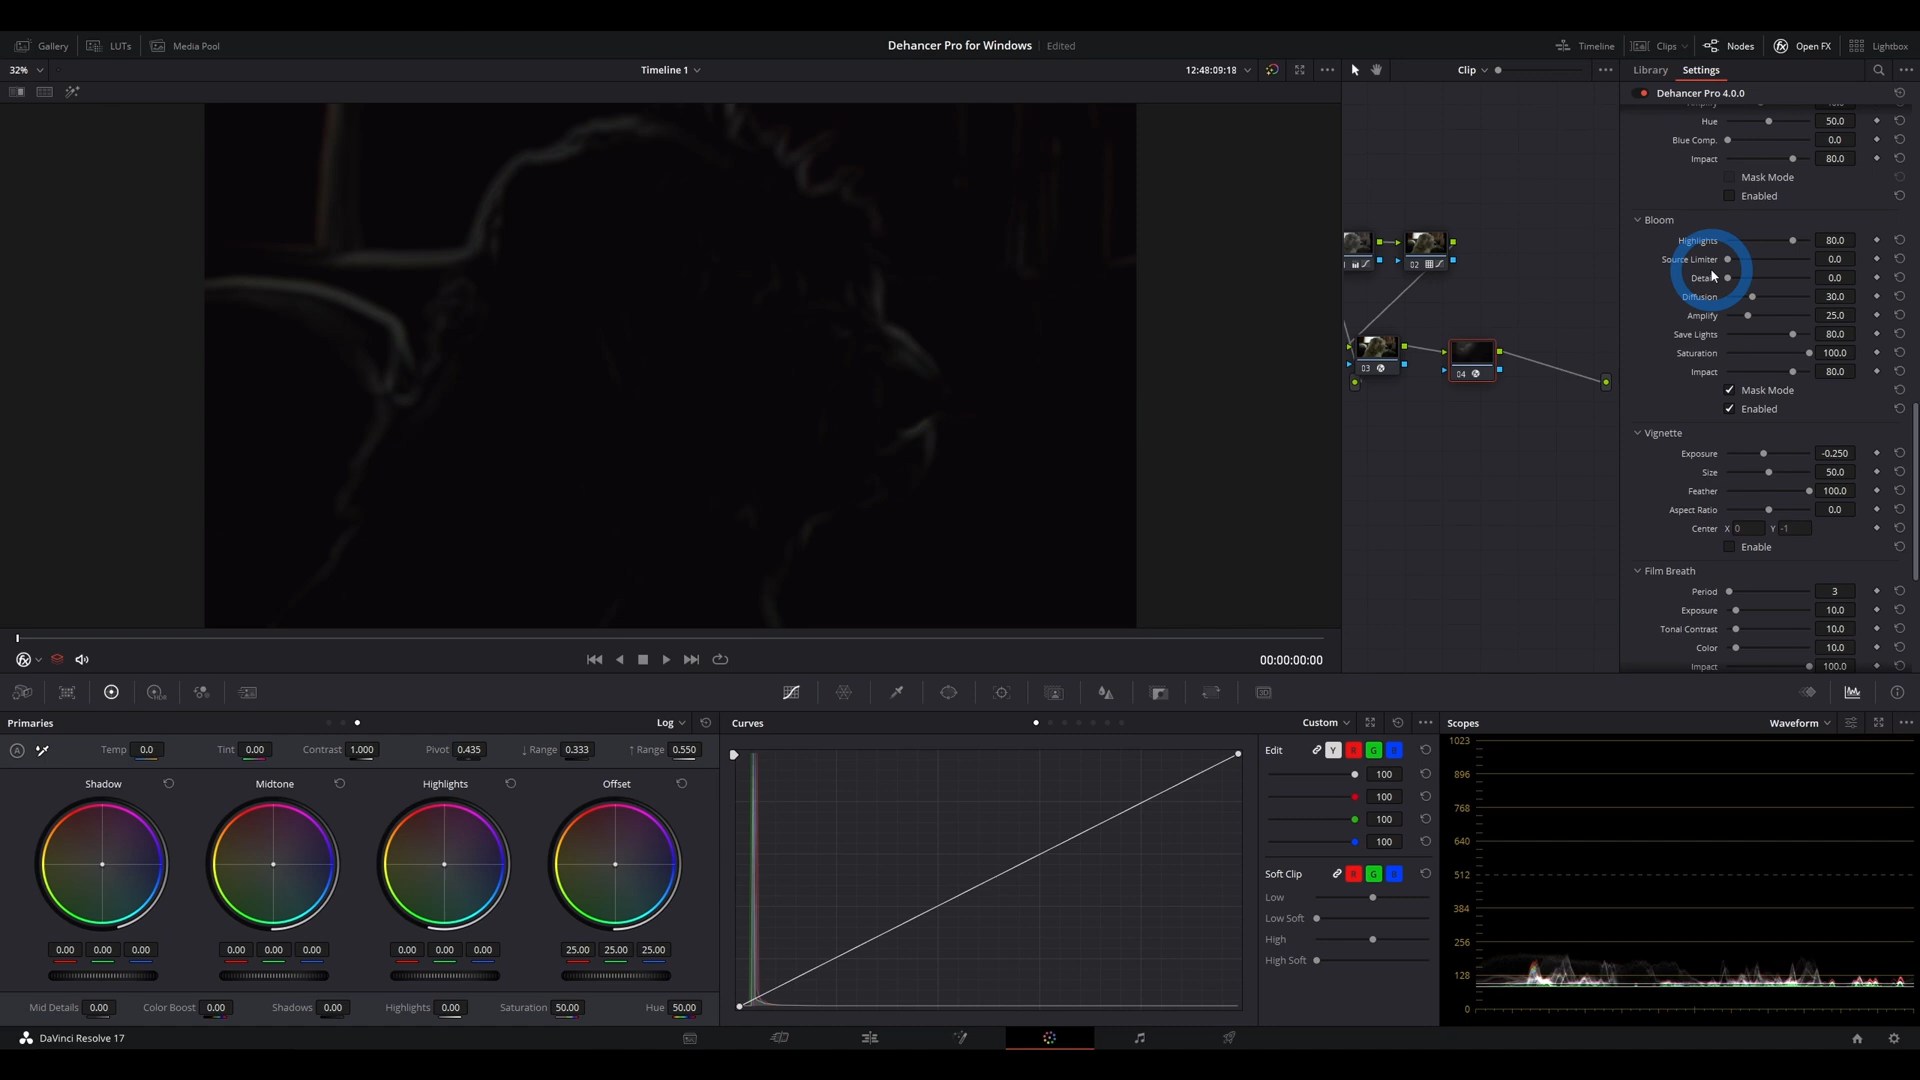 Gallery LUTs Media Pool Dehancer Pro for Windows Edited Timeline Clips Nodes Open FX Lightbox
32% Timeline 1 12:48:09:18 Clip Library Settings
Dehancer Pro 4.0.0
Hue 50.0
Blue Comp. 0.0
Impact 80.0
Mask Mode
Enabled
Bloom
Highlights 80.0
Source Limiter 0.0
0.0
Diffusion 30.0
Amplify 25.0
Save Lights 80.0
Saturation 100.0
Impact 80.0
Mask Mode
Enabled
Vignette
Exposure -0.250
Size 50.0
Feather 100.0
Aspect Ratio 0.0
Center X 0 Y -1
Enable
Film Breath
Period 3
Exposure 10.0
Tonal Contrast 10.0
Color 10.0
Impact 100.0
02
03
04
00:00:00:00
Primaries Log
A Temp 0.0 Tint 0.00 Contrast 1.000 Pivot 0.435 ↓ Range 0.333 ↑ Range 0.550
Shadow Midtone Highlights Offset
0.00 0.00 0.00 0.00 0.00 0.00 0.00 0.00 0.00 25.00 25.00 25.00
Mid Details 0.00 Color Boost 0.00 Shadows 0.00 Highlights 0.00 Saturation 50.00 Hue 50.00
Curves Custom
Edit Y R G B
100
100
100
100
Soft Clip R G B
Low
Low Soft
High
High Soft
Scopes Waveform
1023
896
768
640
512
384
256
128
0
DaVinci Resolve 17